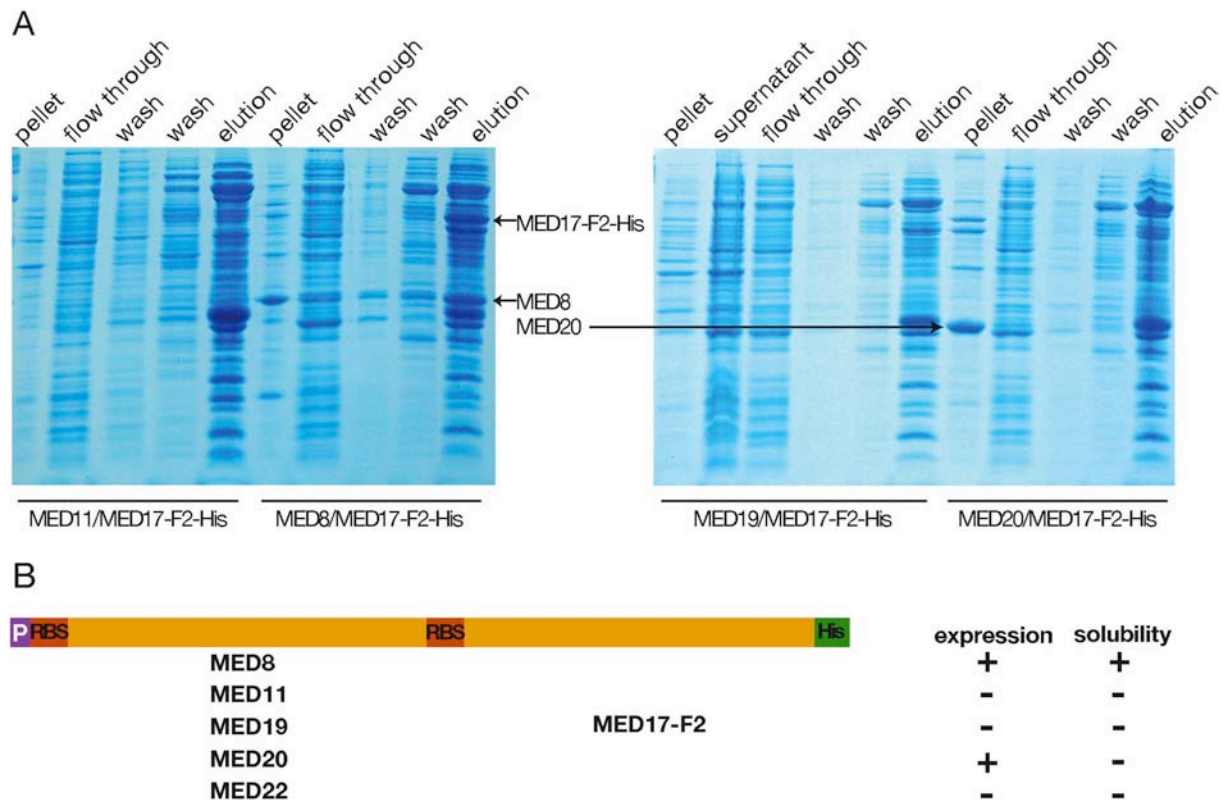 A
pellet
flow through
wash
wash
elution
pellet
flow through
wash
wash
elution
pellet
supernatant
flow through
wash
wash
elution
pellet
flow through
wash
wash
elution
MED17-F2-His
MED8
MED20
MED11/MED17-F2-His
MED8/MED17-F2-His
MED19/MED17-F2-His
MED20/MED17-F2-His
B
P RBS RBS His
expression solubility
MED8 + +
MED11 - -
MED19 MED17-F2 - -
MED20 + -
MED22 - -